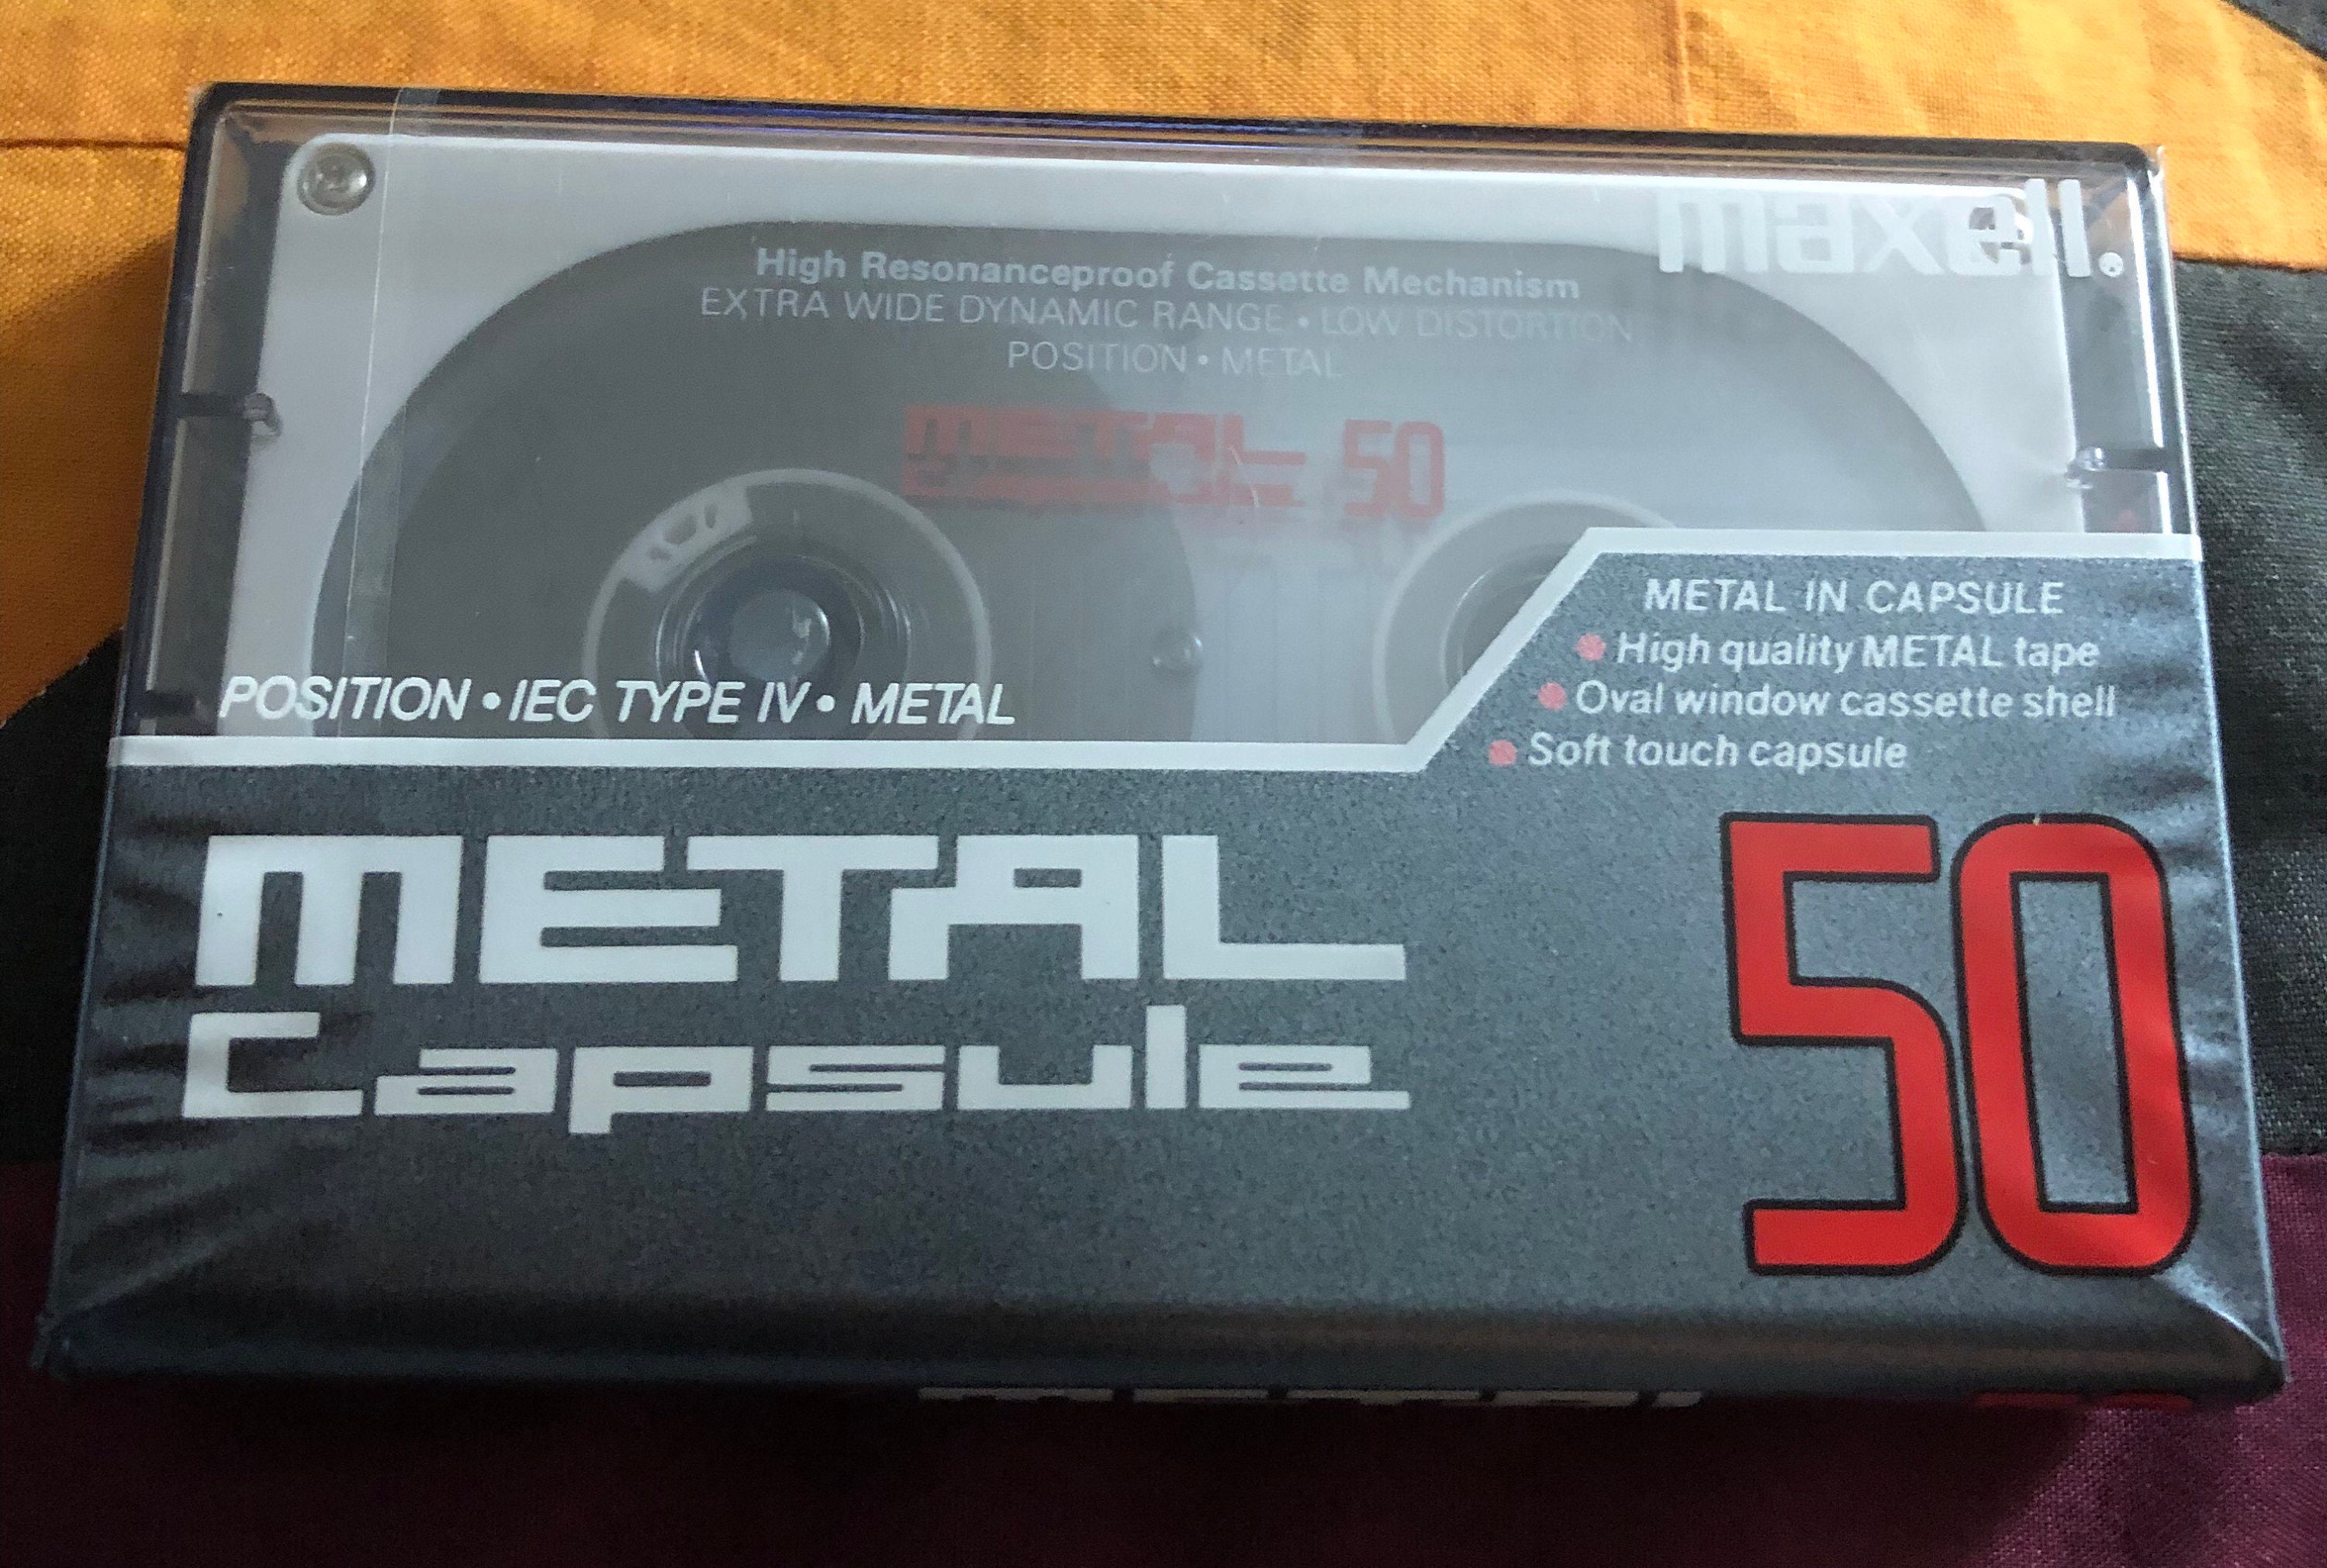 maxell.
High Resonanceproof Cassette Mechanism
EXTRA WIDE DYNAMIC RANGE • LOW DISTORTION
POSITION • METAL
METAL 50
POSITION • IEC TYPE IV • METAL
METAL IN CAPSULE
• High quality METAL tape
• Oval window cassette shell
• Soft touch capsule
METAL
Capsule
50